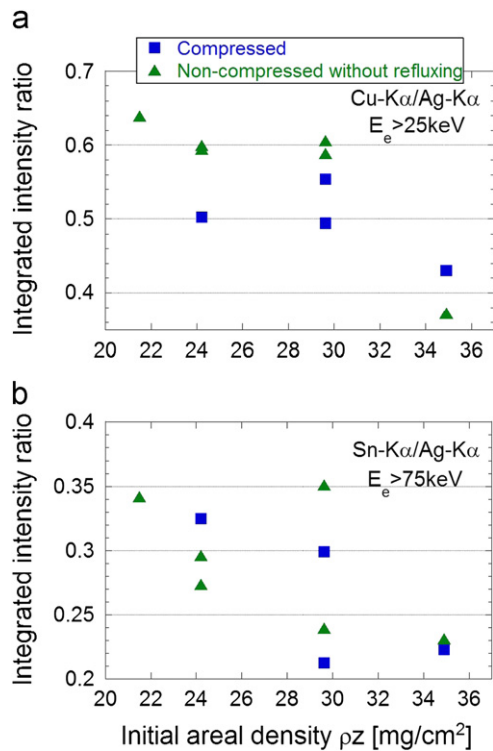 a
Compressed
Non-compressed without refluxing
Integrated intensity ratio
0.7
0.6
0.5
0.4
Cu-Kα/Ag-Kα
E_e>25keV
20 22 24 26 28 30 32 34 36
b
Integrated intensity ratio
0.4
0.35
0.3
0.25
0.2
Sn-Kα/Ag-Kα
E_e>75keV
20 22 24 26 28 30 32 34 36
Initial areal density ρz [mg/cm²]